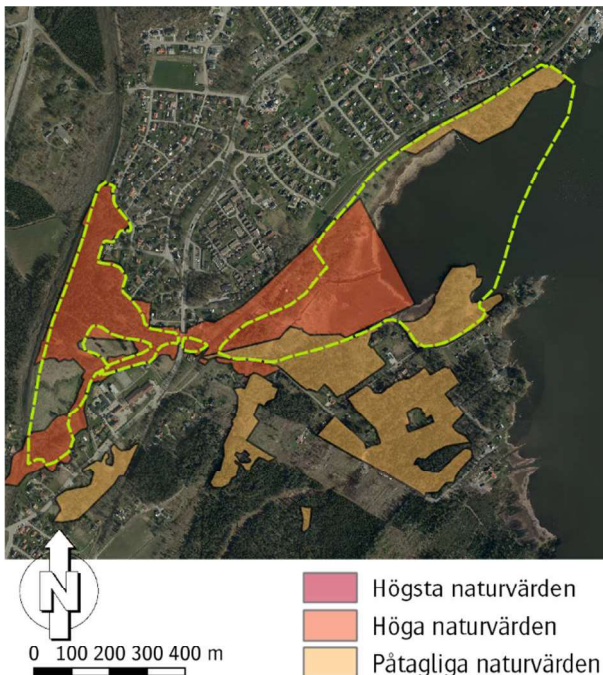 N
0 100 200 300 400 m
Högsta naturvärden
Höga naturvärden
Påtagliga naturvärden